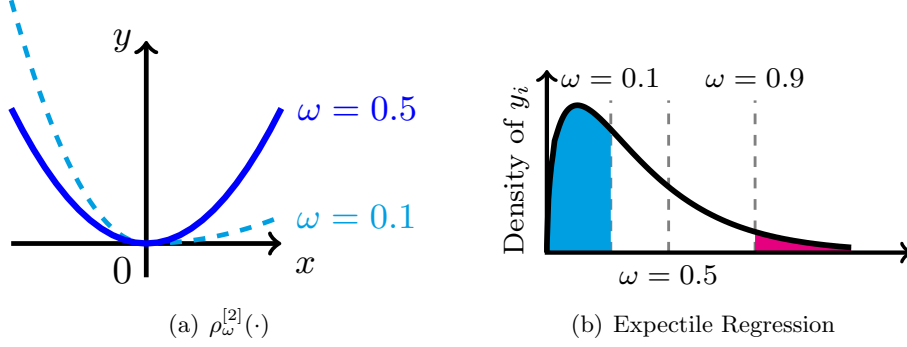 y
ω = 0.5
ω = 0.1
0
x
(a) ρ_ω^{[2]}(·)
Density of y_i
ω = 0.1
ω = 0.9
ω = 0.5
(b) Expectile Regression